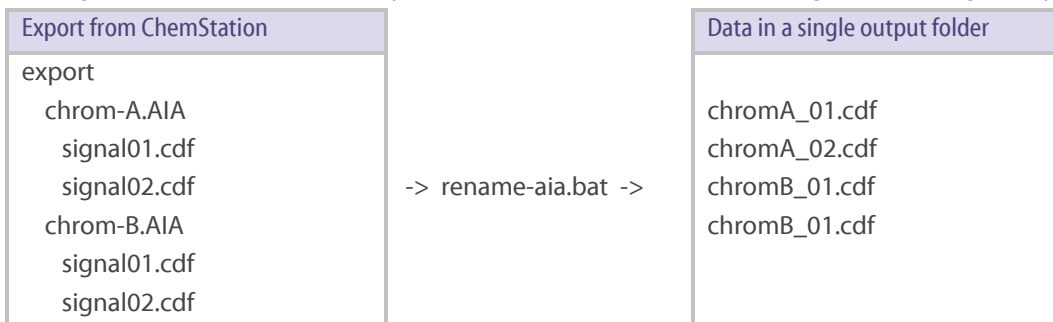 Export from ChemStation
export
chrom-A.AIA
signal01.cdf
signal02.cdf
chrom-B.AIA
signal01.cdf
signal02.cdf
-> rename-aia.bat ->
Data in a single output folder
chromA_01.cdf
chromA_02.cdf
chromB_01.cdf
chromB_01.cdf